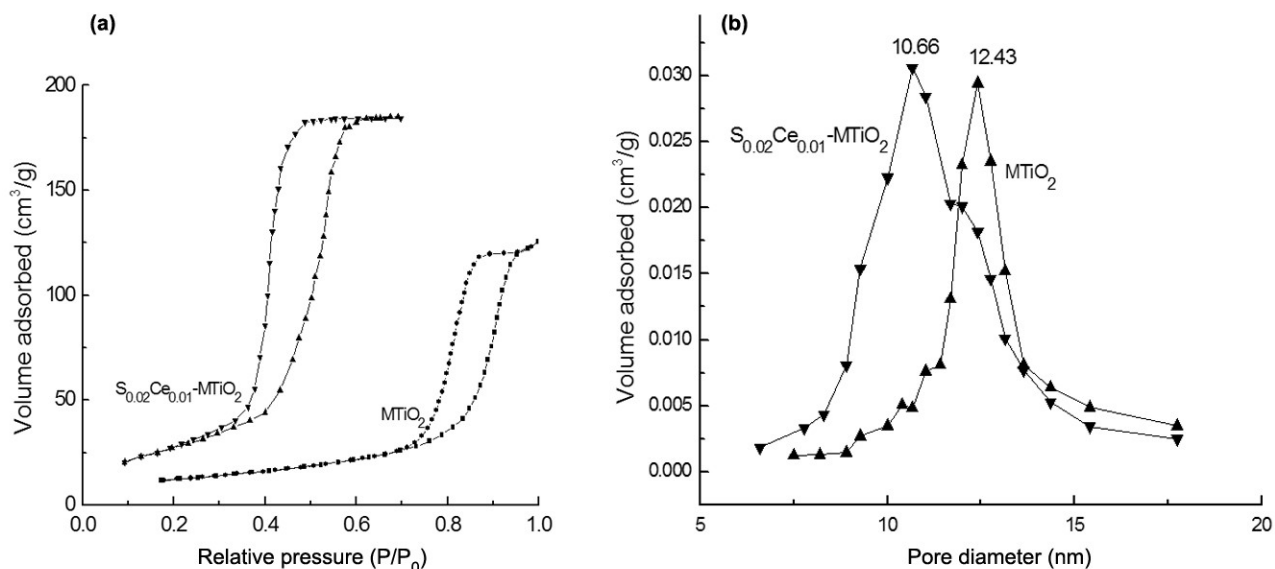 (a)
Volume adsorbed (cm³/g)
200
150
100
50
0
S₀.₀₂Ce₀.₀₁-MTiO₂
MTiO₂
0.0 0.2 0.4 0.6 0.8 1.0
Relative pressure (P/P₀)
(b)
Volume adsorbed (cm³/g)
0.030
0.025
0.020
0.015
0.010
0.005
0.000
10.66
12.43
S₀.₀₂Ce₀.₀₁-MTiO₂
MTiO₂
5 10 15 20
Pore diameter (nm)